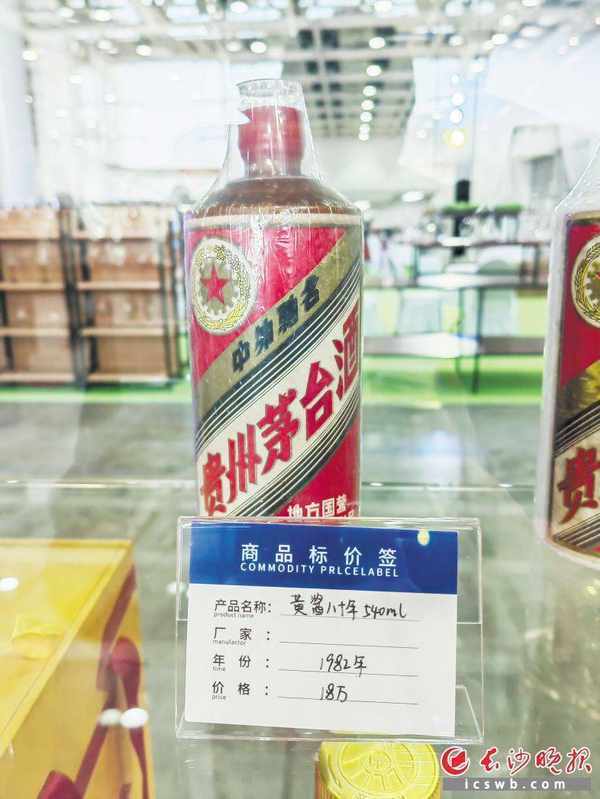 中外驰名
贵州茅台酒
地方国营
商品标价签
COMMODITY PRLCELABEL
产品名称： 黄酱八十年 540ml
product name
厂家：
manufactor
年份： 1982年
time
价格： 18万
price
贵
长沙晚报
icswb.com